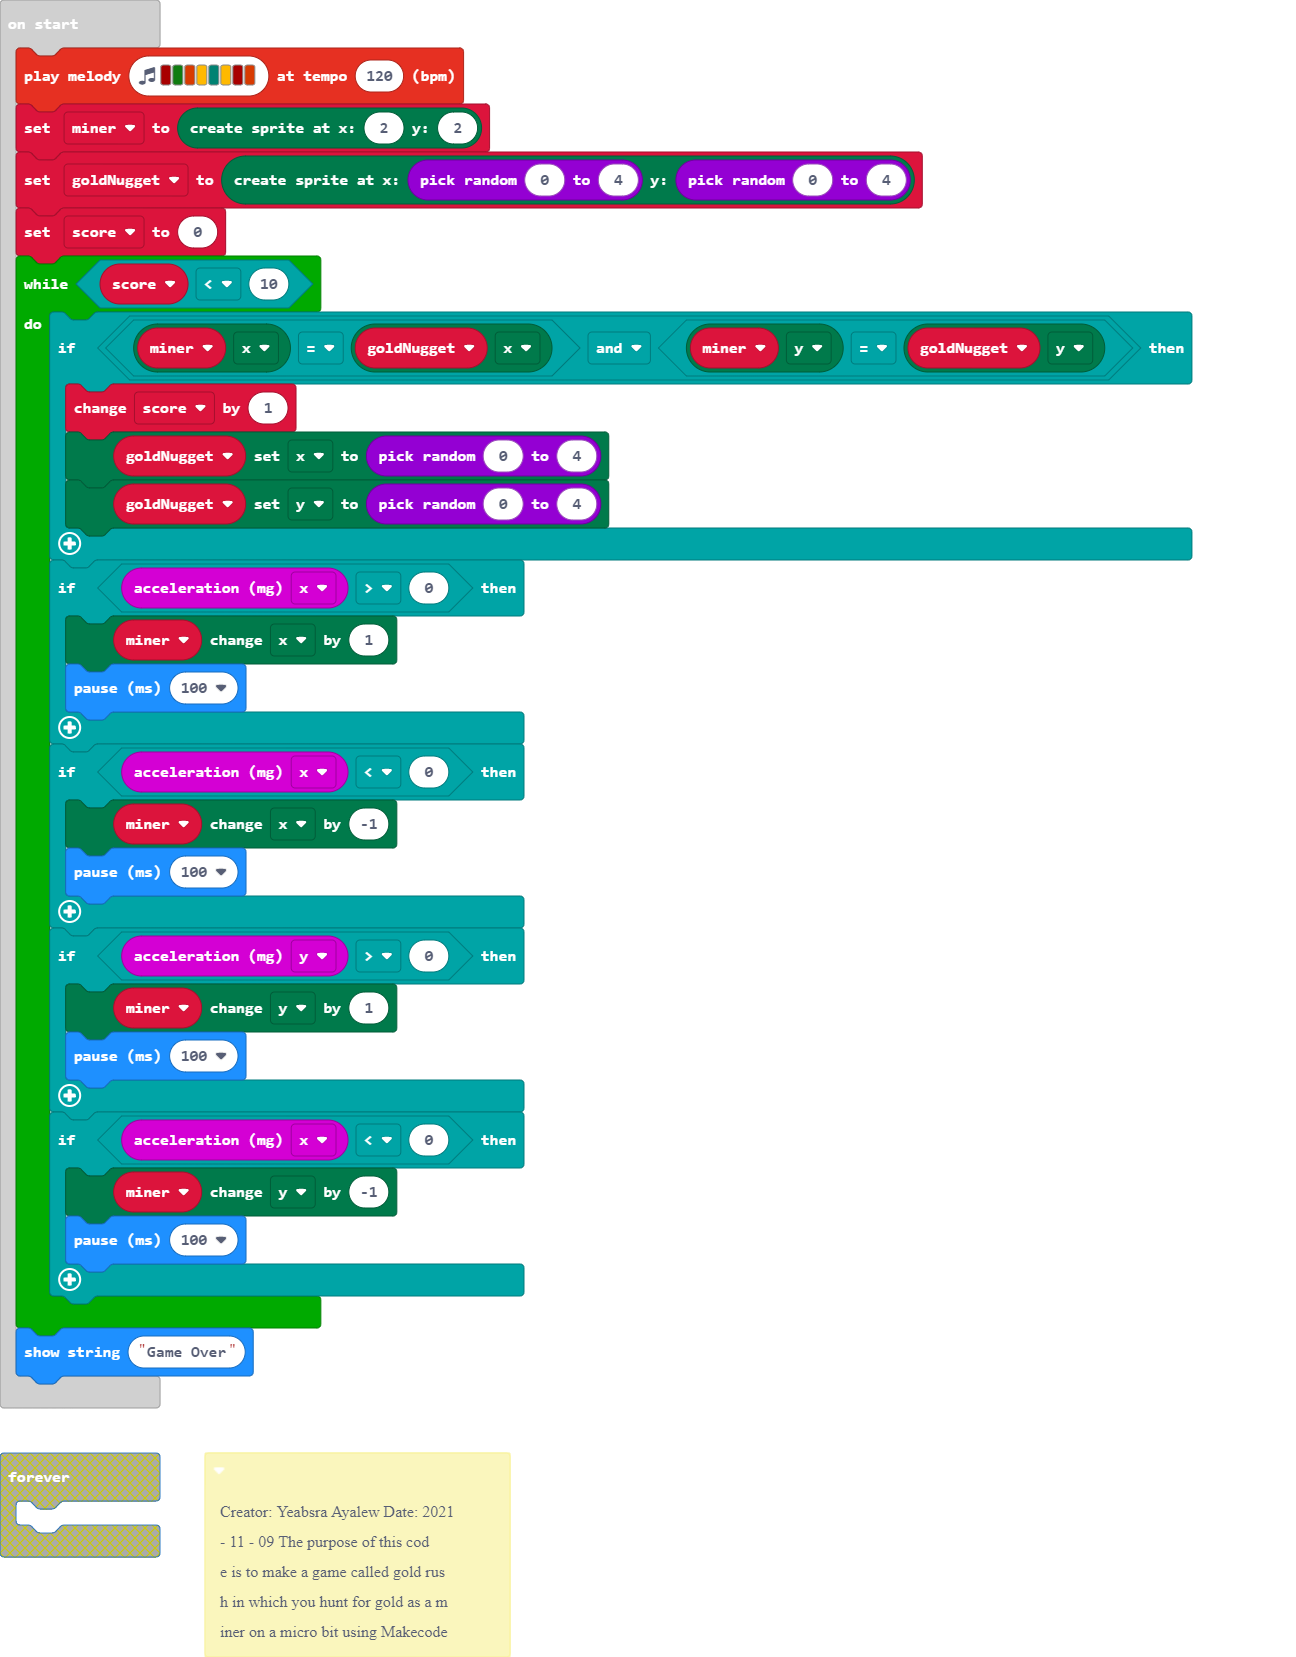 on start
play melody at tempo 120 (bpm)
set miner to create sprite at x: 2 y: 2
set goldNugget to create sprite at x: pick random 0 to 4 y: pick random 0 to 4
set score to 0
while score < 10
do
if miner x = goldNugget x and miner y = goldNugget y then
change score by 1
goldNugget set x to pick random 0 to 4
goldNugget set y to pick random 0 to 4
if acceleration (mg) x > 0 then
miner change x by 1
pause (ms) 100
if acceleration (mg) x < 0 then
miner change x by -1
pause (ms) 100
if acceleration (mg) y > 0 then
miner change y by 1
pause (ms) 100
if acceleration (mg) x < 0 then
miner change y by -1
pause (ms) 100
show string "Game Over"
forever
Creator: Yeabsra Ayalew Date: 2021
- 11 - 09 The purpose of this cod
e is to make a game called gold rus
h in which you hunt for gold as a m
iner on a micro bit using Makecode